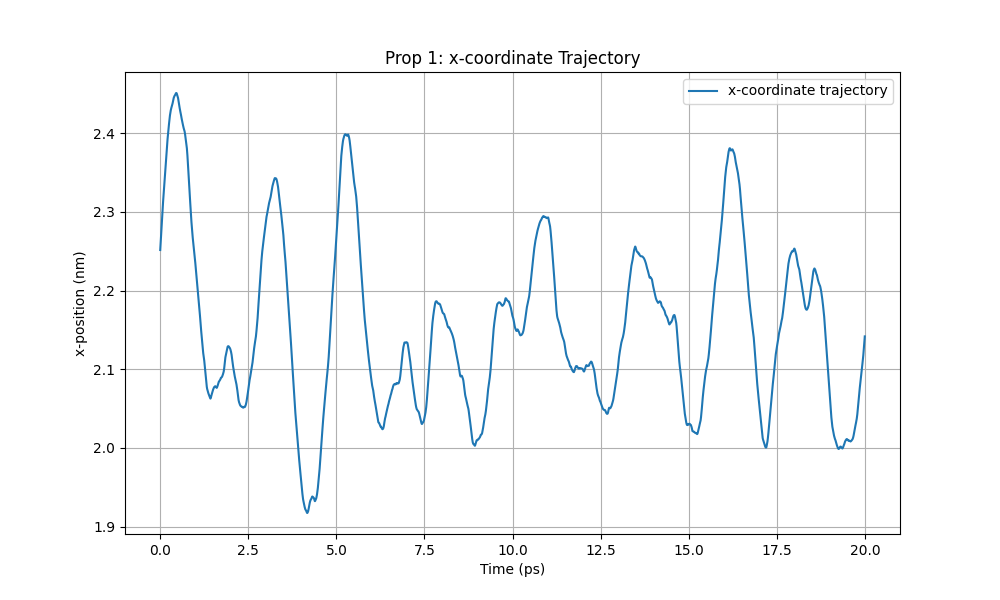 Prop 1: x-coordinate Trajectory
x-coordinate trajectory
x-position (nm)
2.4
2.3
2.2
2.1
2.0
1.9
0.0 2.5 5.0 7.5 10.0 12.5 15.0 17.5 20.0
Time (ps)